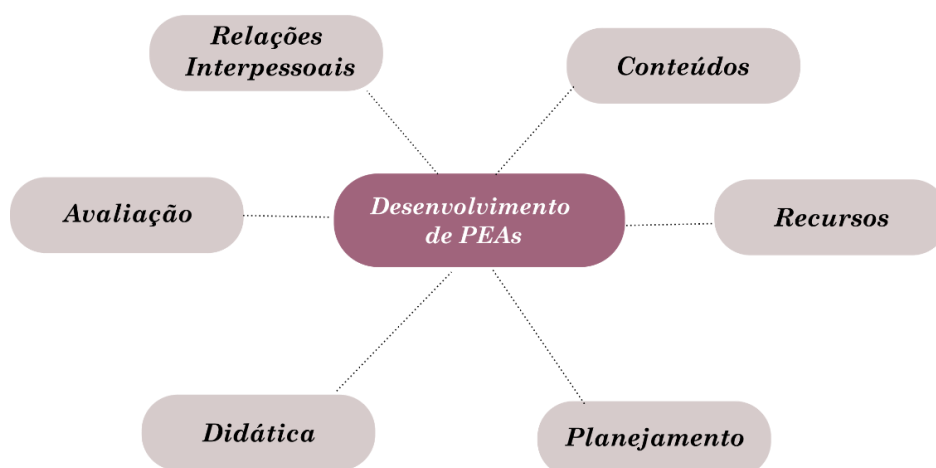 Relações
Interpessoais
Conteúdos
Avaliação
Desenvolvimento
de PEAs
Recursos
Didática
Planejamento